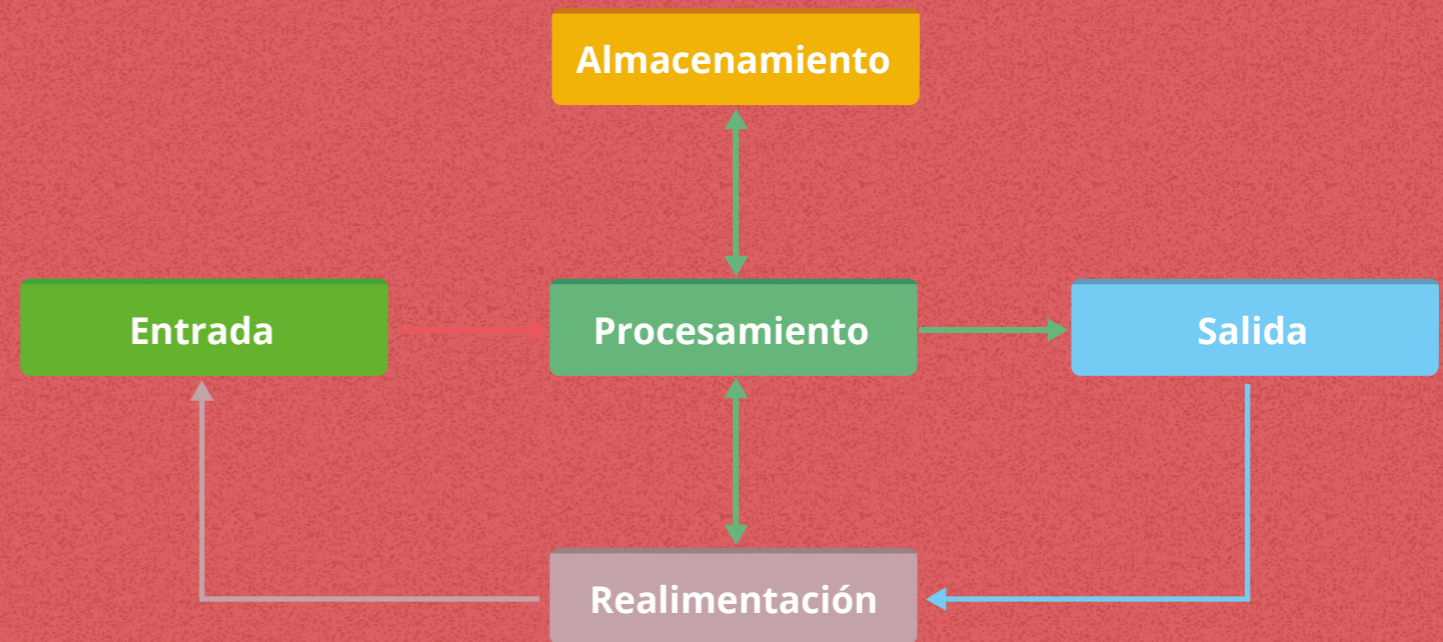 Almacenamiento
Entrada
Procesamiento
Salida
Realimentación